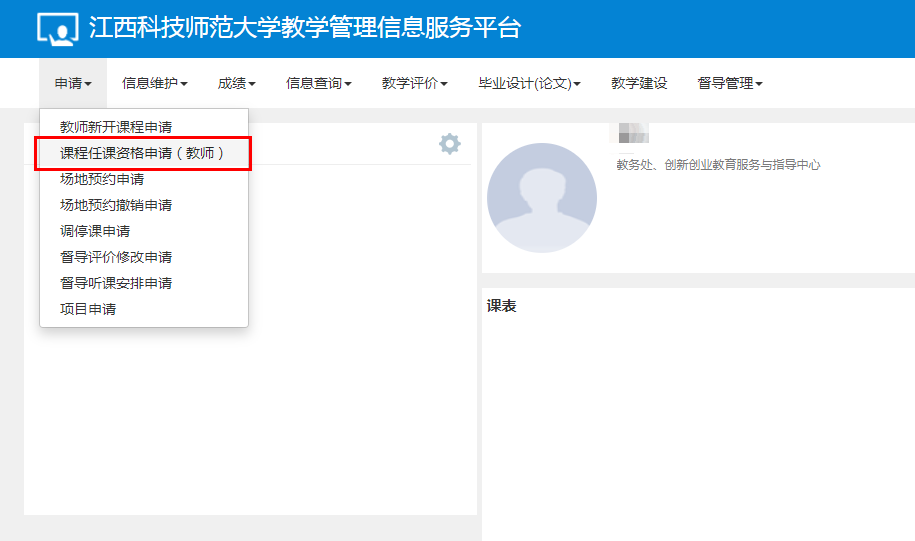 江西科技师范大学教学管理信息服务平台
申请 信息维护 成绩 信息查询 教学评价 毕业设计(论文) 教学建设 督导管理
教师新开课程申请
课程任课资格申请（教师）
场地预约申请
场地预约撤销申请
调停课申请
督导评价修改申请
督导听课安排申请
项目申请
教务处、创新创业教育服务与指导中心
课表